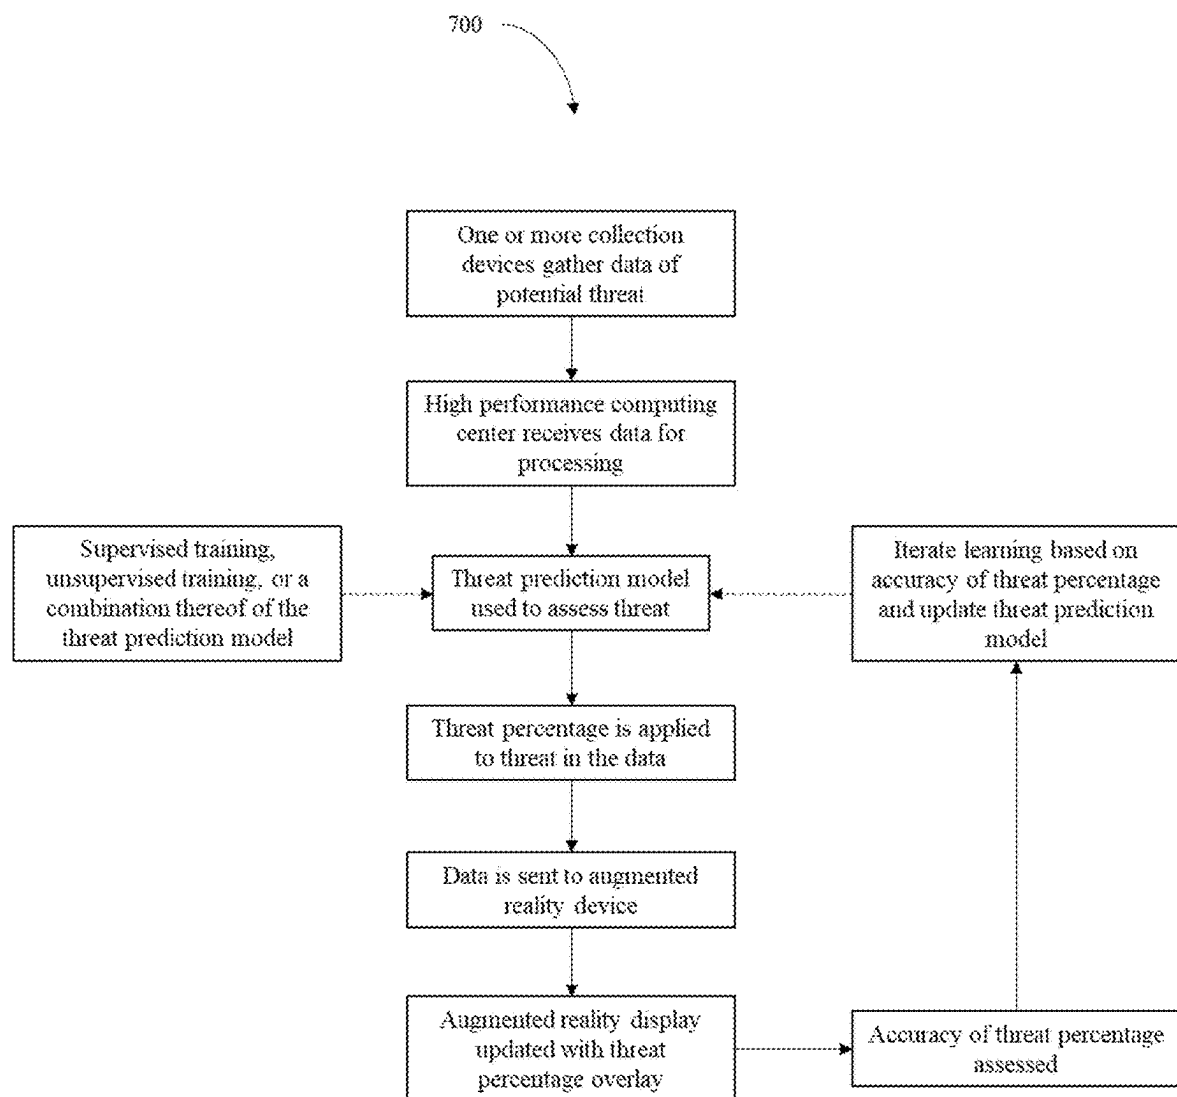 700
One or more collection
devices gather data of
potential threat
High performance computing
center receives data for
processing
Supervised training,
unsupervised training, or a
combination thereof of the
threat prediction model
Threat prediction model
used to assess threat
Iterate learning based on
accuracy of threat percentage
and update threat prediction
model
Threat percentage is applied
to threat in the data
Data is sent to augmented
reality device
Augmented reality display
updated with threat
percentage overlay
Accuracy of threat percentage
assessed